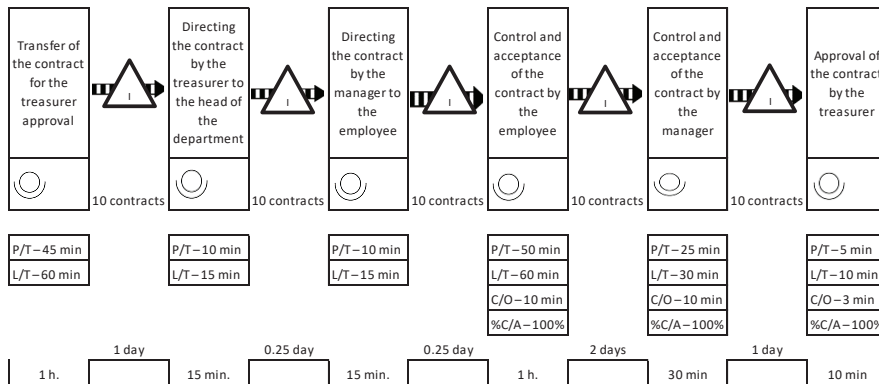 Transfer of
the contract
for the
treasurer
approval
Directing
the contract
by the
treasurer to
the head of
the
department
Directing
the contract
by the
manager to
the
employee
Control and
acceptance
of the
contract by
the
employee
Control and
acceptance
of the
contract by
the
manager
Approval of
the contract
by the
treasurer
I
I
I
I
I
10 contracts
10 contracts
10 contracts
10 contracts
10 contracts
P/T–45 min
L/T–60 min
P/T–10 min
L/T–15 min
P/T–10 min
L/T–15 min
P/T–50 min
L/T–60 min
C/O–10 min
%C/A–100%
P/T–25 min
L/T–30 min
C/O–10 min
%C/A–100%
P/T–5 min
L/T–10 min
C/O–3 min
%C/A–100%
1 day
0.25 day
0.25 day
2 days
1 day
1 h.
15 min.
15 min.
1 h.
30 min
10 min